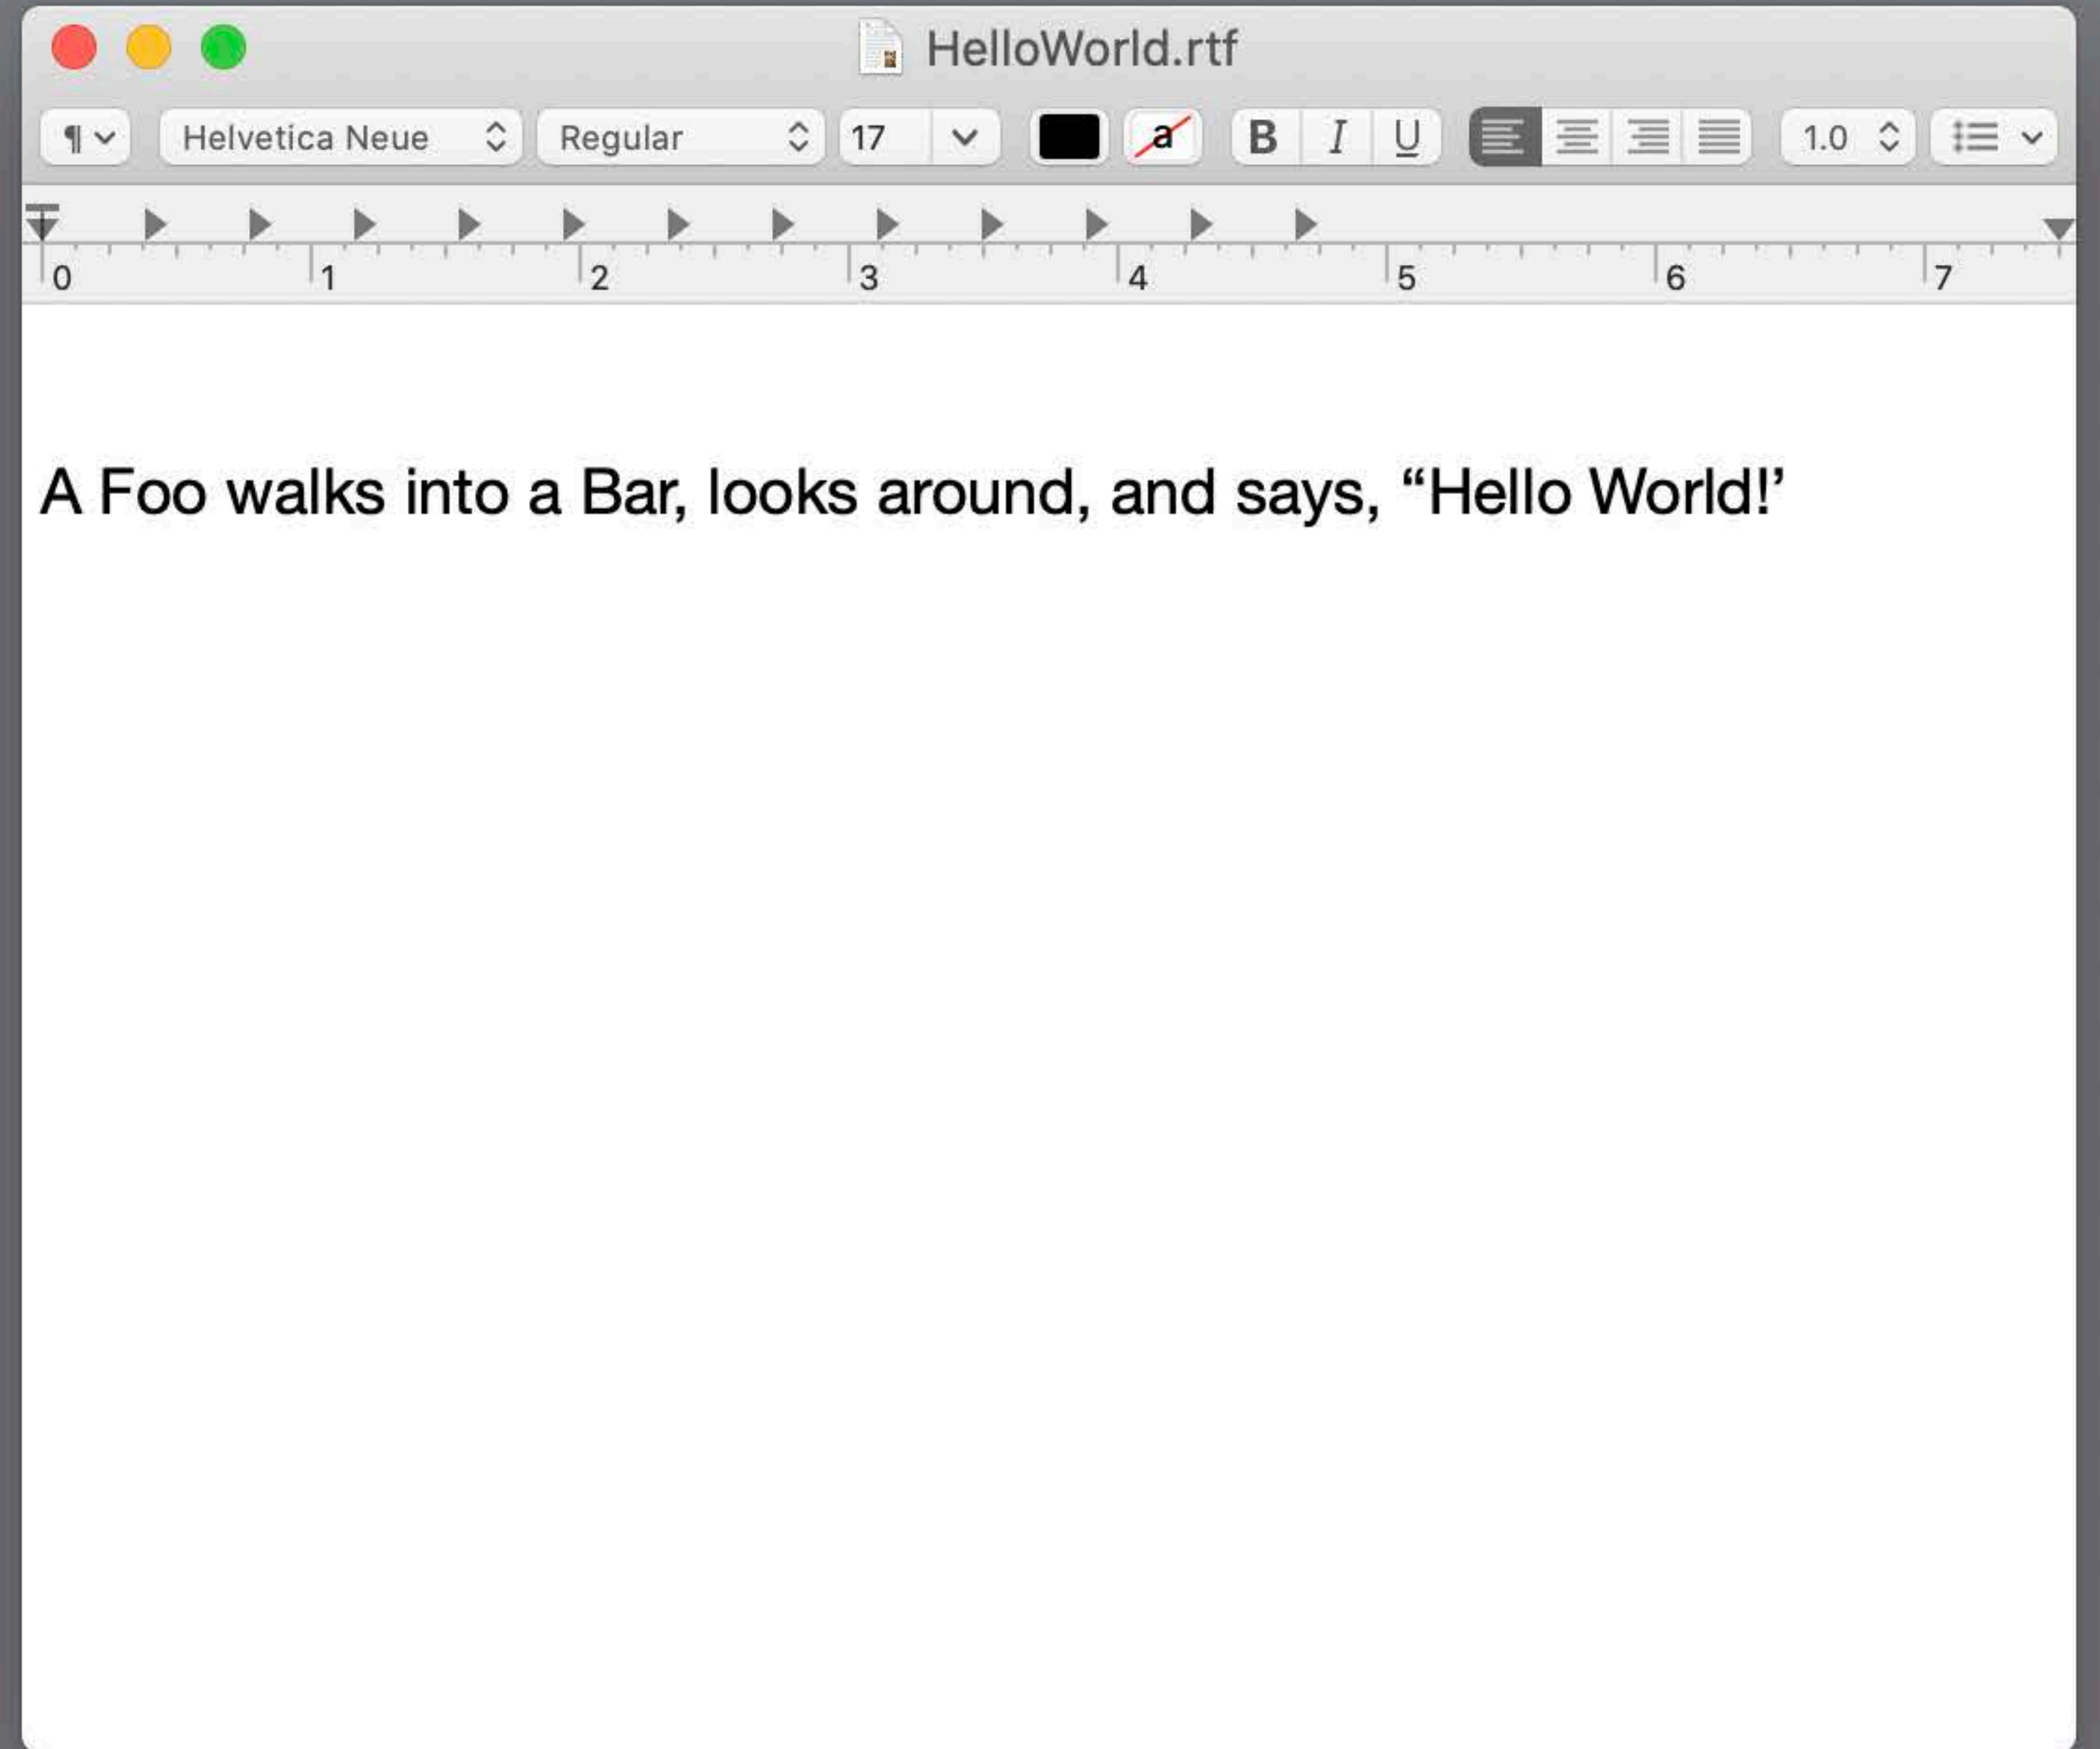 HelloWorld.rtf
¶ Helvetica Neue Regular 17 a B I U 1.0
0 1 2 3 4 5 6 7
A Foo walks into a Bar, looks around, and says, “Hello World!’